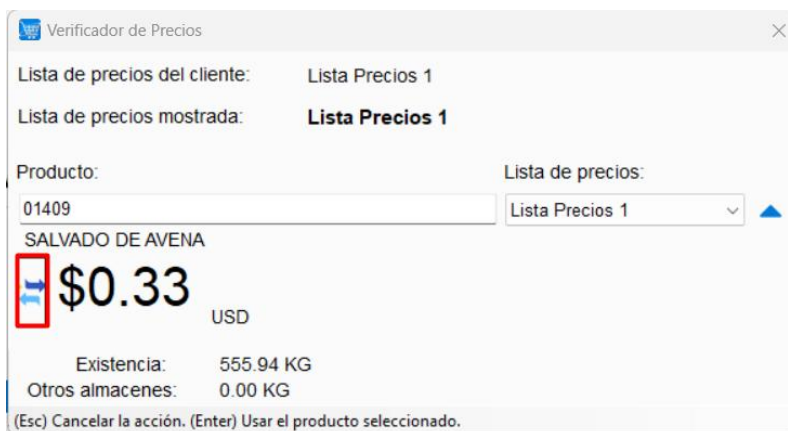 Verificador de Precios
Lista de precios del cliente: Lista Precios 1
Lista de precios mostrada: Lista Precios 1
Producto: Lista de precios:
01409 Lista Precios 1
SALVADO DE AVENA
$0.33 USD
Existencia: 555.94 KG
Otros almacenes: 0.00 KG
(Esc) Cancelar la acción. (Enter) Usar el producto seleccionado.